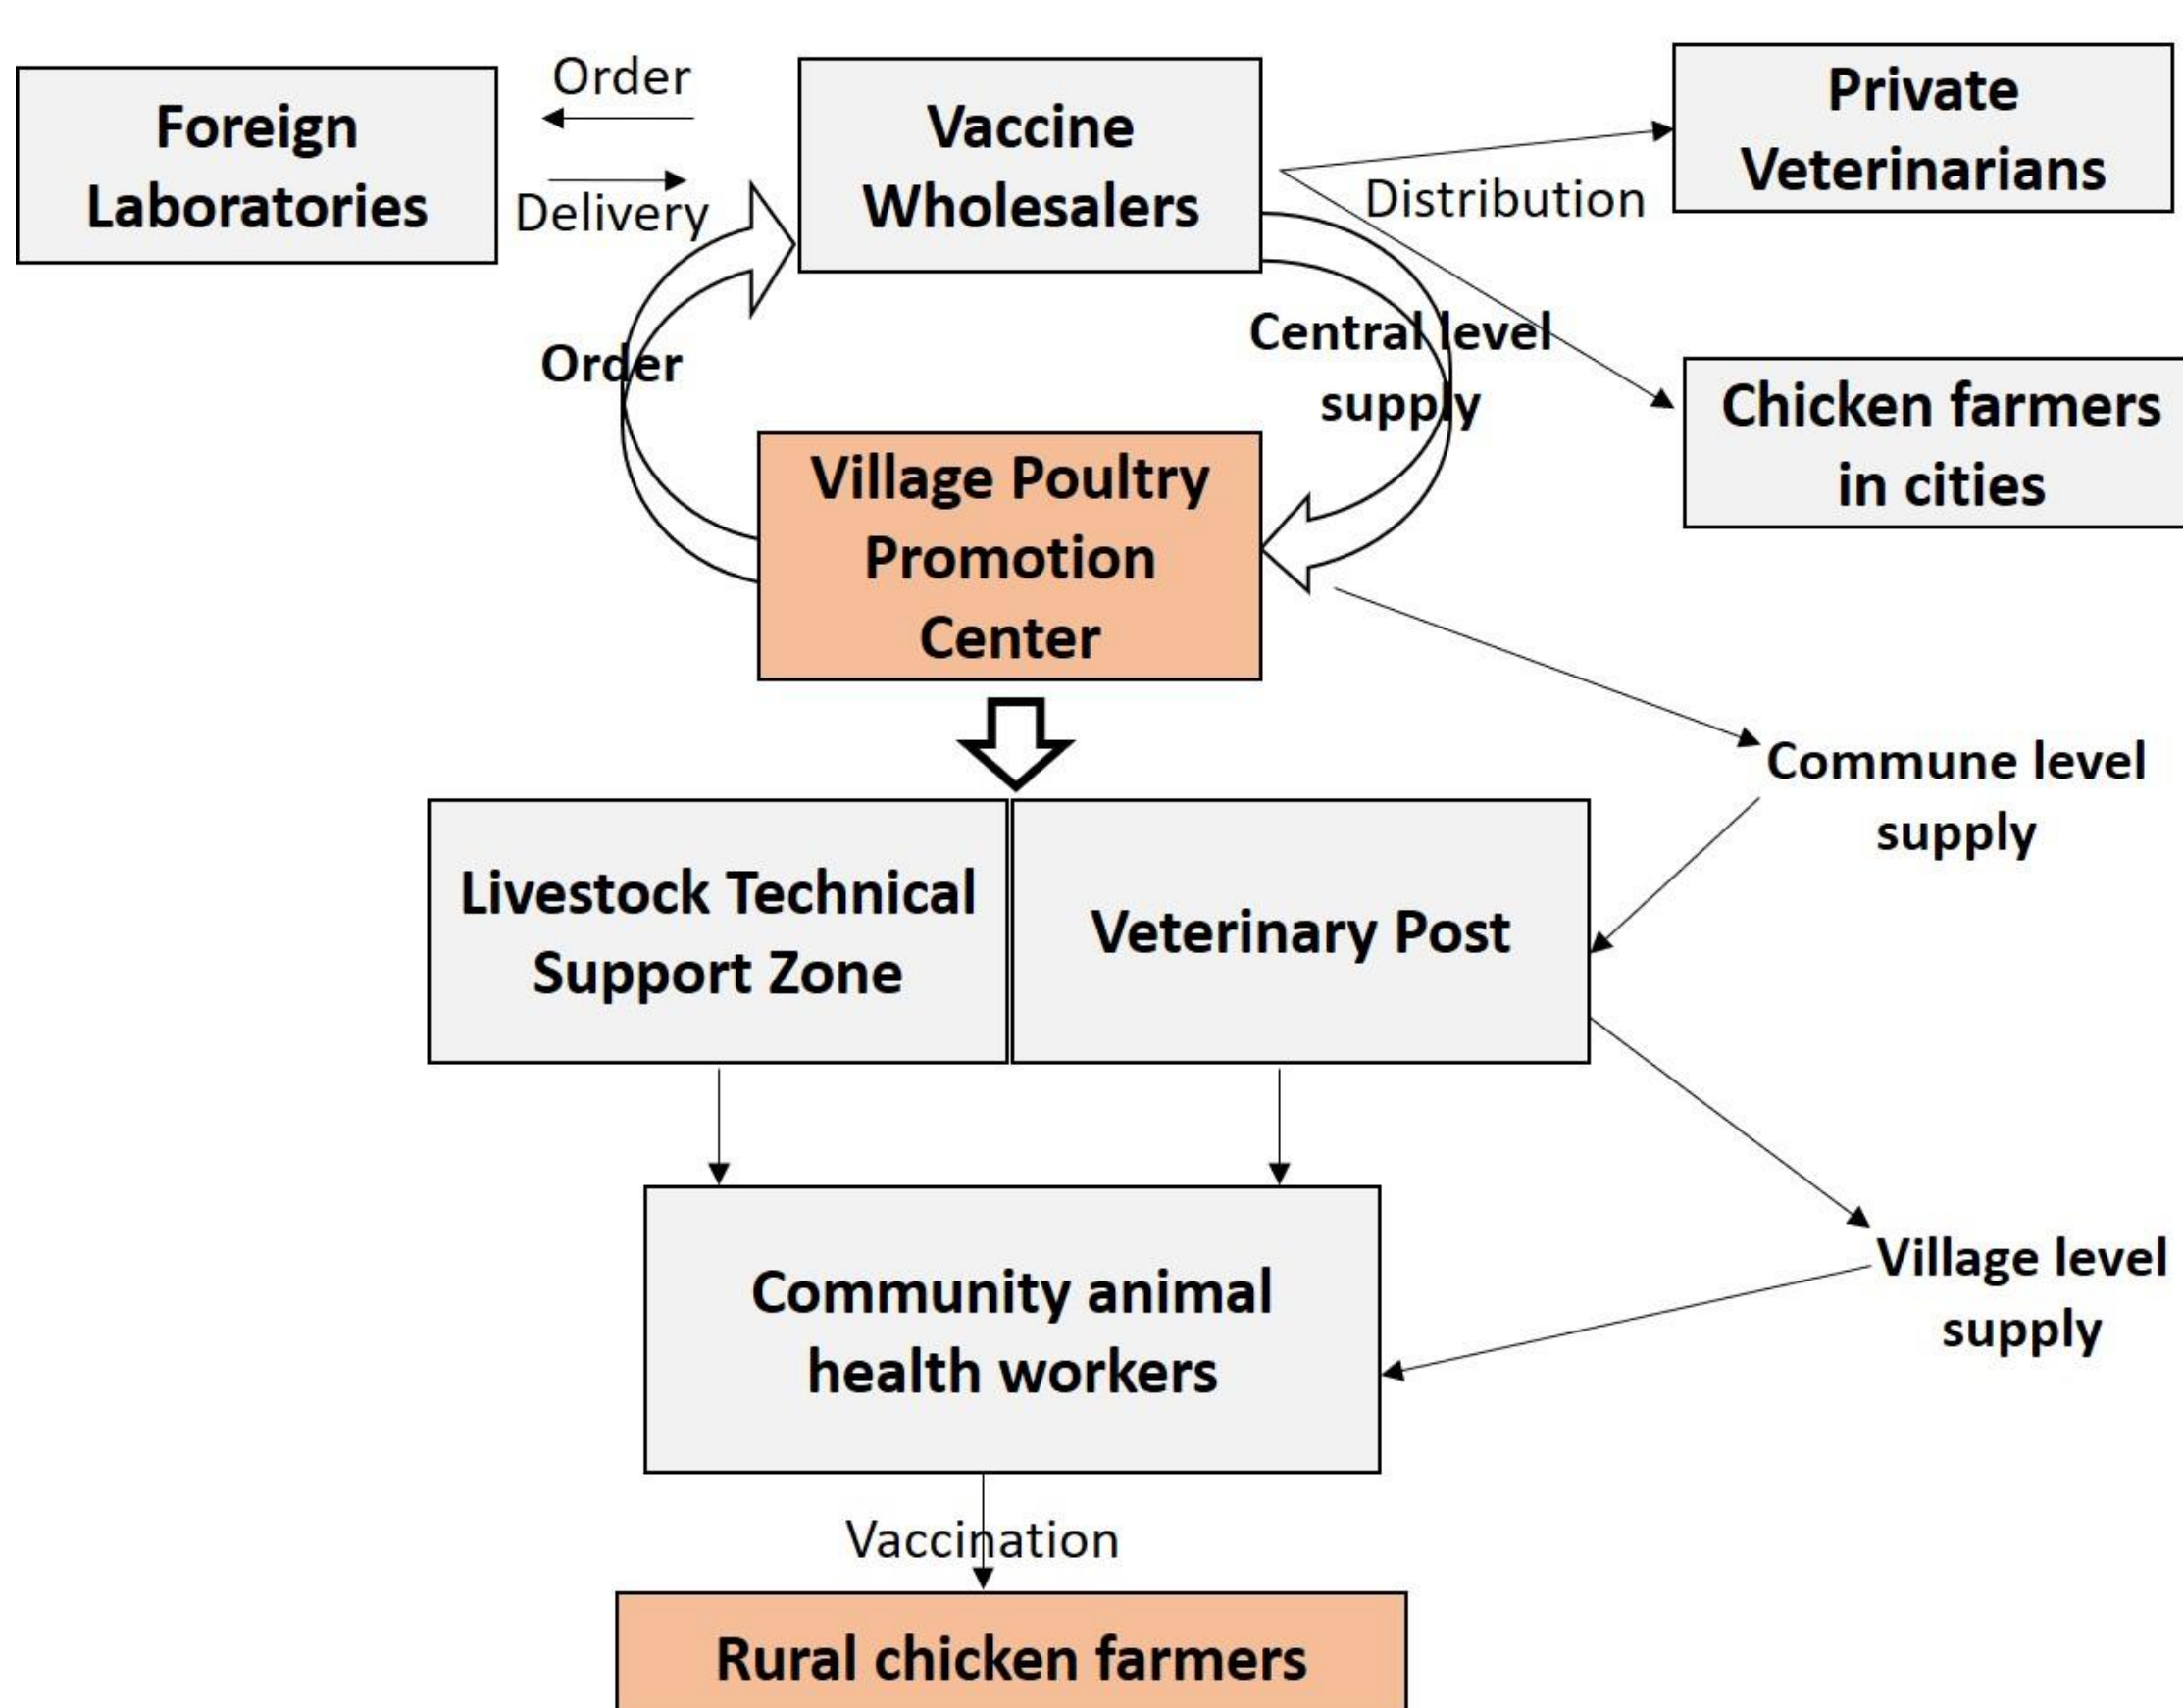 Foreign
Laboratories
Order
Delivery
Vaccine
Wholesalers
Distribution
Private
Veterinarians
Chicken farmers
in cities
Order
Central level
supply
Village Poultry
Promotion
Center
Commune level
supply
Livestock Technical
Support Zone
Veterinary Post
Village level
supply
Community animal
health workers
Vaccination
Rural chicken farmers